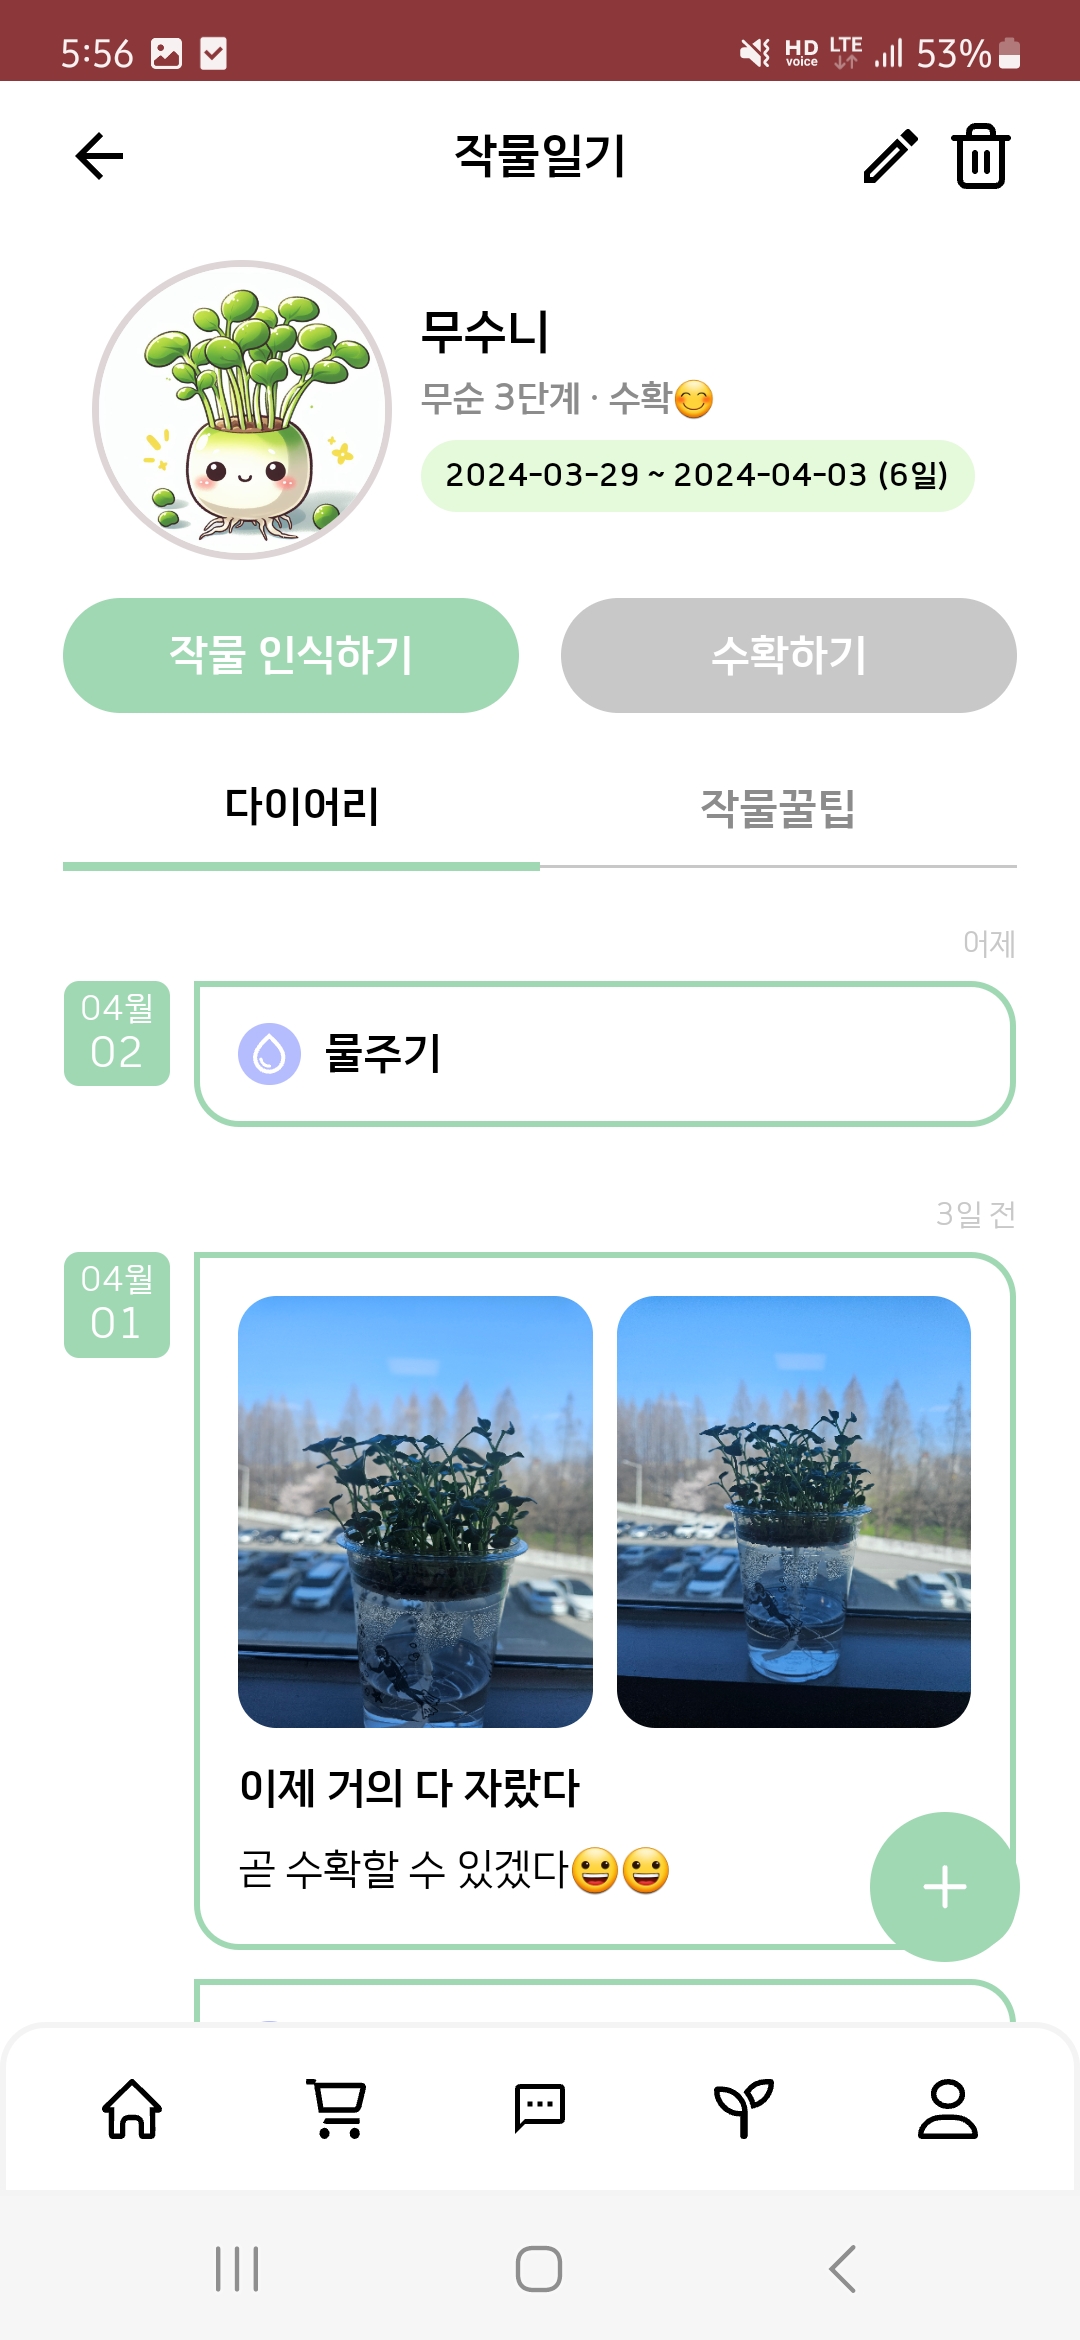 5:56 HD voice LTE 53%
작물일기
무수니
무순 3단계 · 수확😊
2024-03-29 ~ 2024-04-03 (6일)
작물 인식하기
수확하기
다이어리
작물꿀팁
어제
04월
02
물주기
3일 전
04월
01
이제 거의 다 자랐다
곧 수확할 수 있겠다😀😀